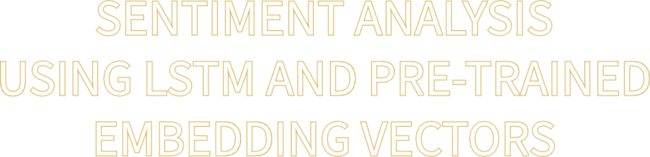 SENTIMENT ANALYSIS
USING LSTM AND PRE-TRAINED
EMBEDDING VECTORS